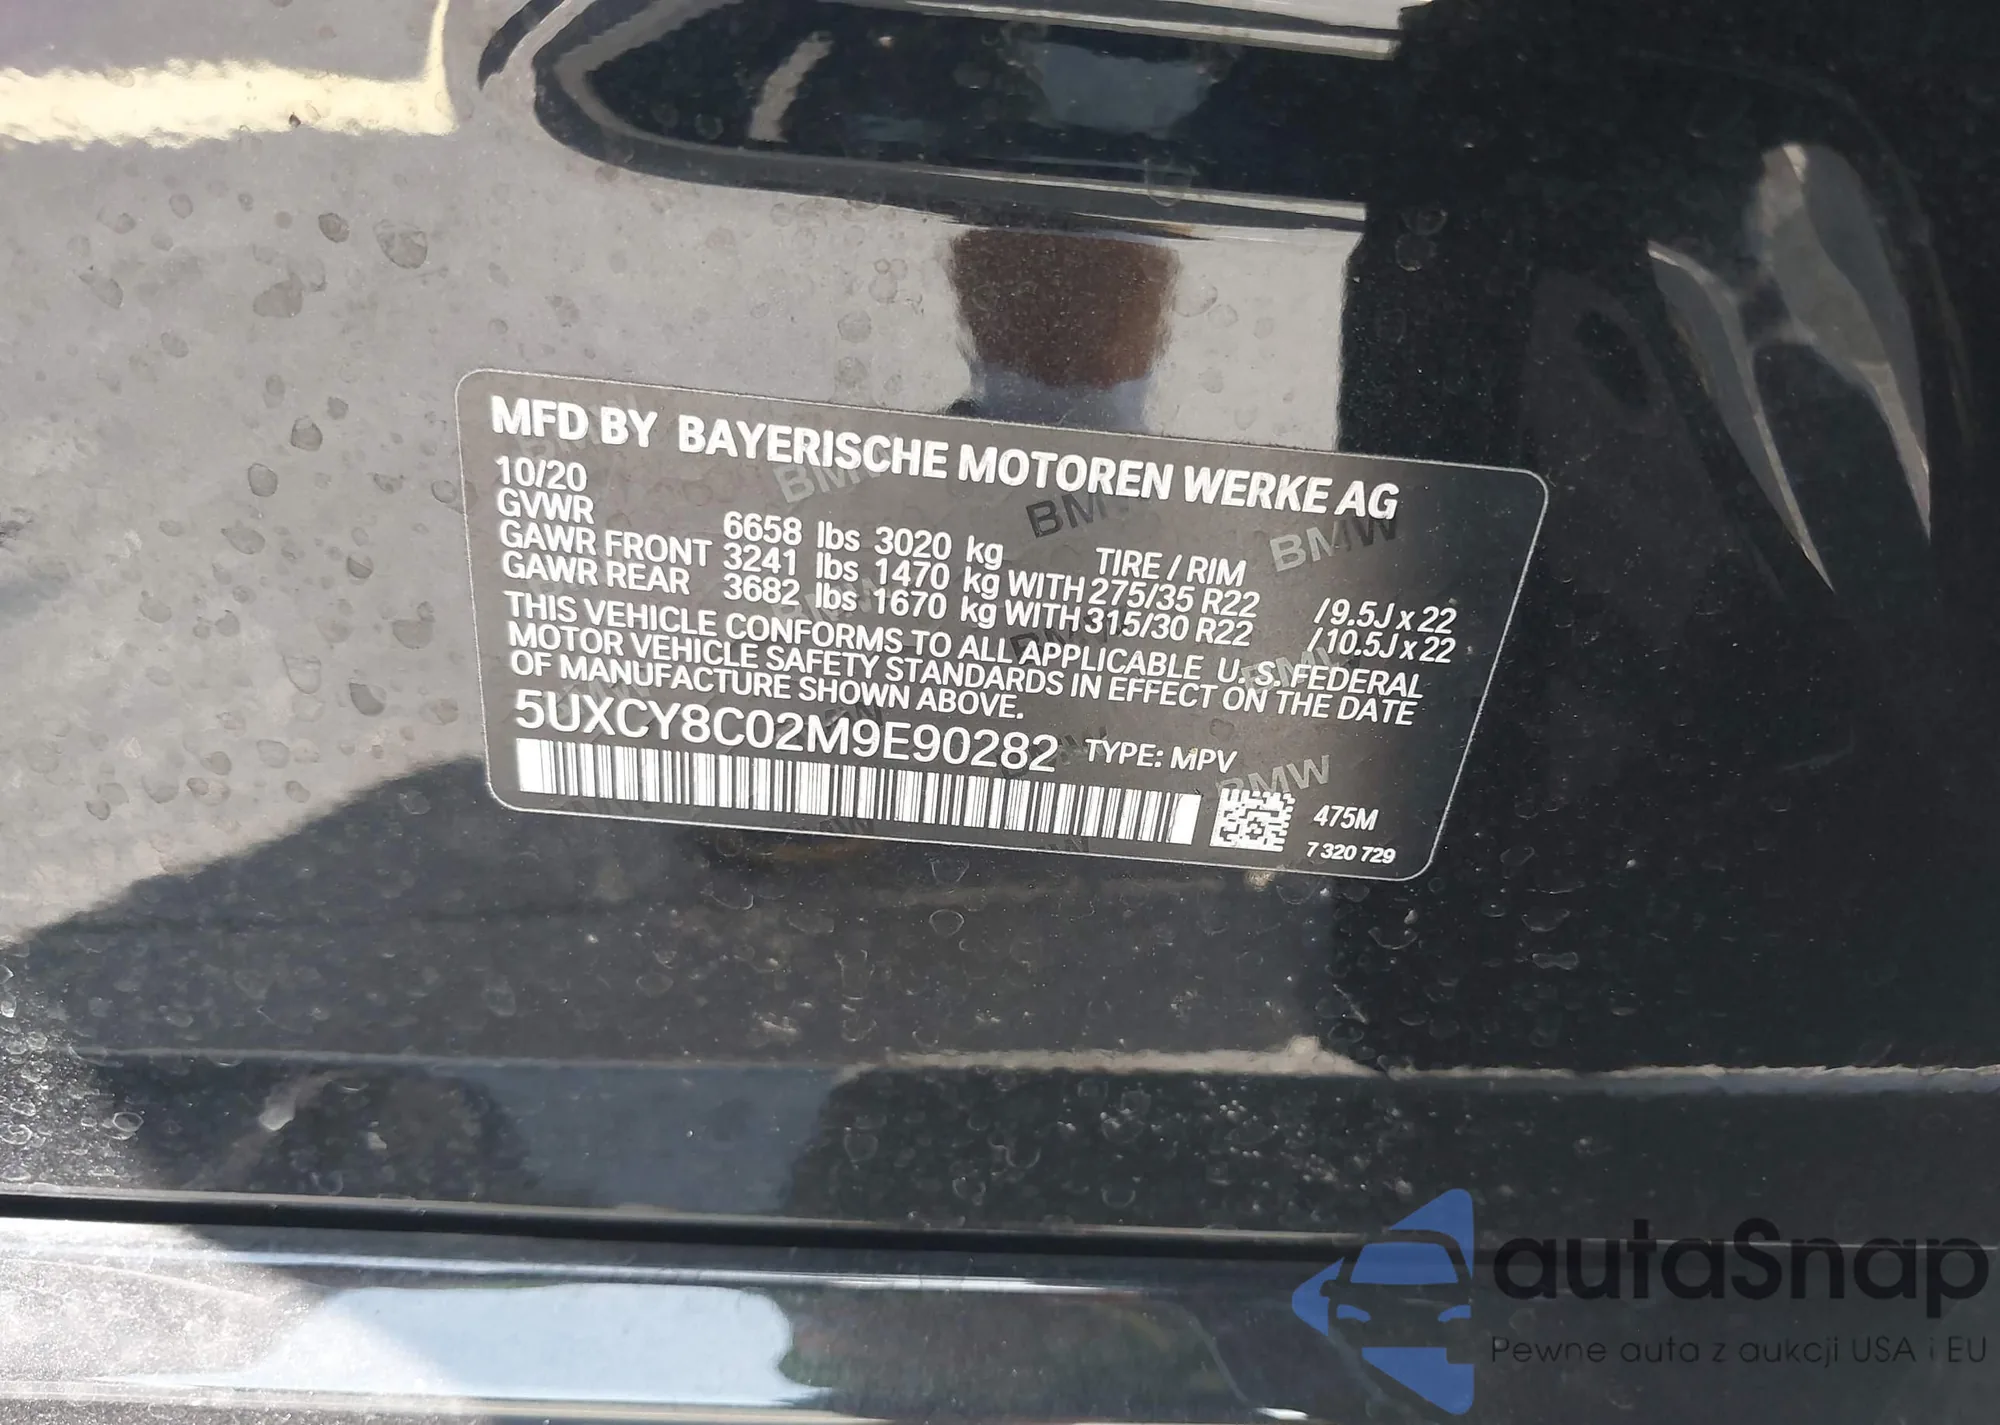 MFD BY BAYERISCHE MOTOREN WERKE AG
10/20
GVWR 6658 lbs 3020 kg TIRE / RIM
GAWR FRONT 3241 lbs 1470 kg WITH 275/35 R22 /9.5J x 22
GAWR REAR 3682 lbs 1670 kg WITH 315/30 R22 /10.5J x 22
THIS VEHICLE CONFORMS TO ALL APPLICABLE U.S. FEDERAL
MOTOR VEHICLE SAFETY STANDARDS IN EFFECT ON THE DATE
OF MANUFACTURE SHOWN ABOVE.
5UXCY8C02M9E90282 TYPE: MPV
475M
7 320 729
autaSnap
Pewne auta z aukcji USA i EU